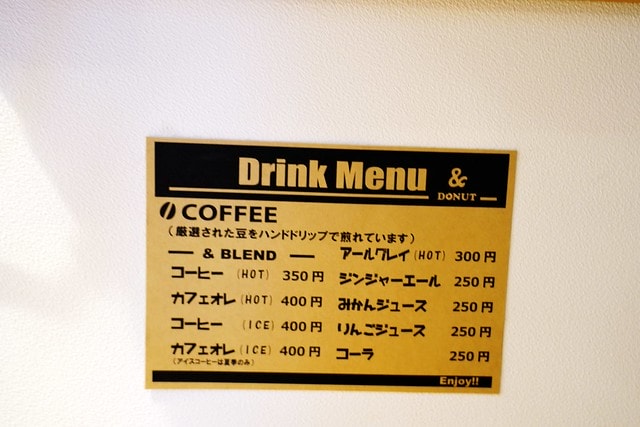 Drink Menu &
DONUT
COFFEE
(厳選された豆をハンドドリップで煎れています)
& BLEND
コーヒー (HOT) 350円
カフェオレ (HOT) 400円
コーヒー (ICE) 400円
カフェオレ (ICE) 400円
(アイスコーヒーは夏季のみ)
アールグレイ (HOT) 300円
ジンジャーエール 250円
みかんジュース 250円
りんごジュース 250円
コーラ 250円
Enjoy!!